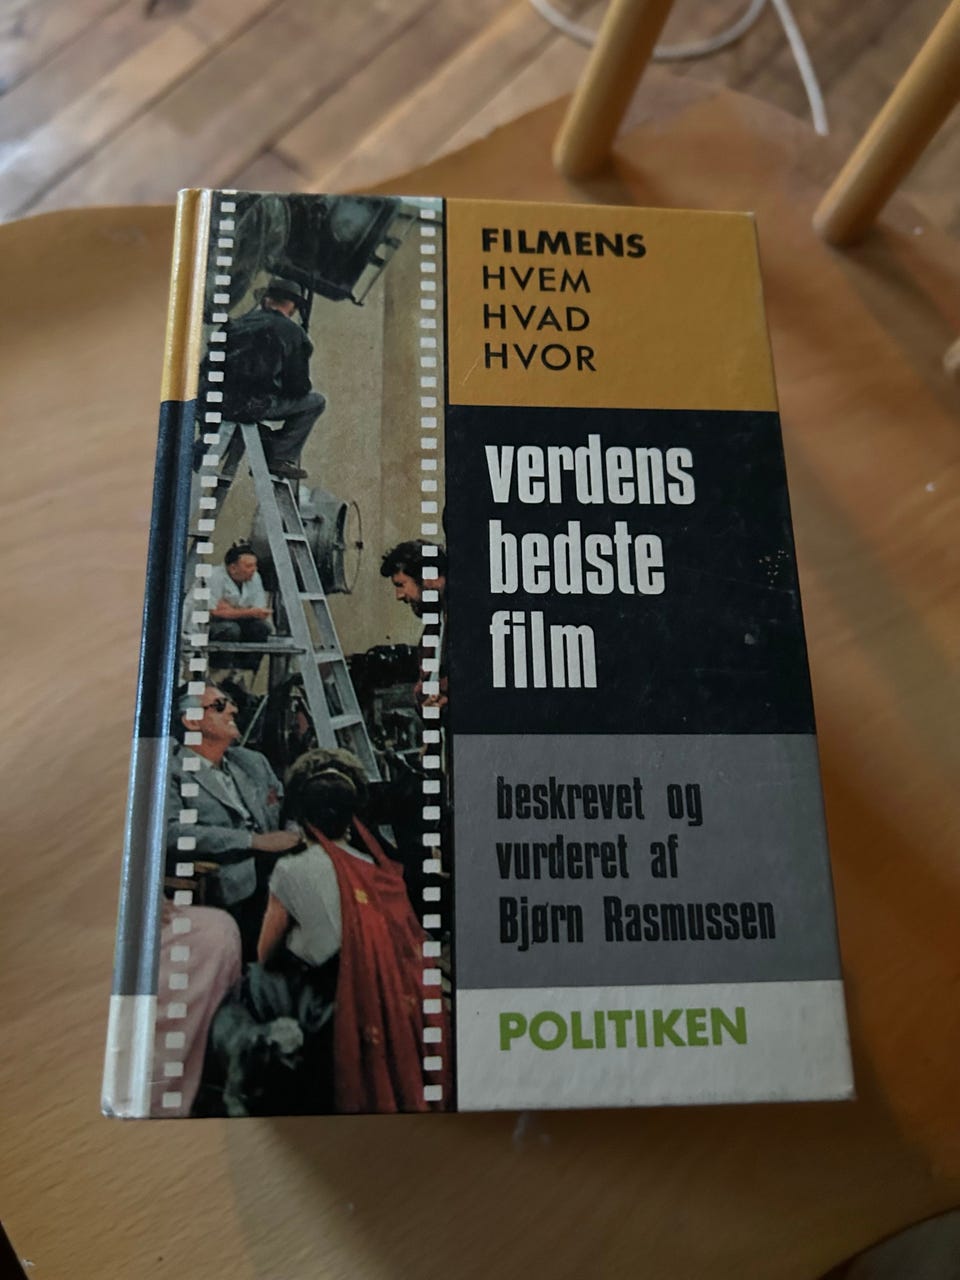 FILMENS
HVEM
HVAD
HVOR
verdens
bedste
film
beskrevet og
vurderet af
Bjørn Rasmussen
POLITIKEN